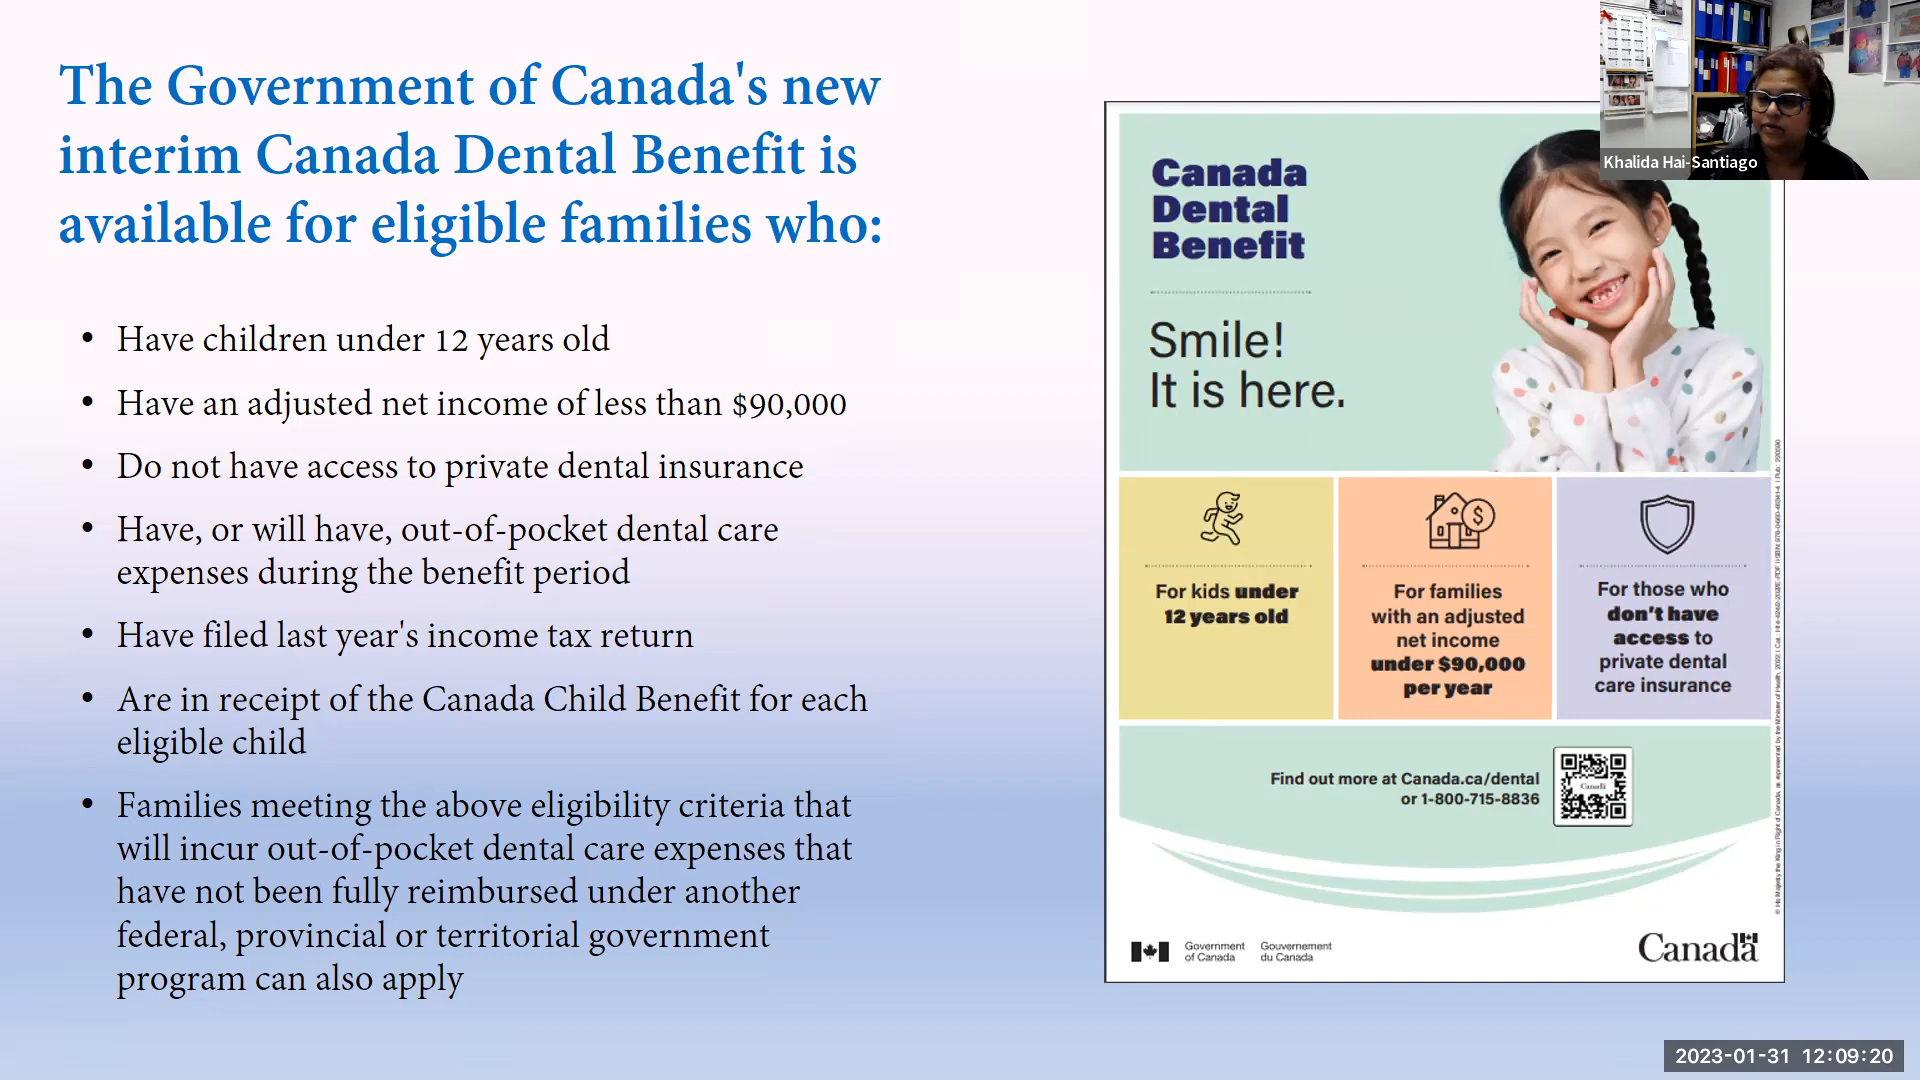 The Government of Canada's new
interim Canada Dental Benefit is
available for eligible families who:
• Have children under 12 years old
• Have an adjusted net income of less than $90,000
• Do not have access to private dental insurance
• Have, or will have, out-of-pocket dental care
expenses during the benefit period
• Have filed last year's income tax return
• Are in receipt of the Canada Child Benefit for each
eligible child
• Families meeting the above eligibility criteria that
will incur out-of-pocket dental care expenses that
have not been fully reimbursed under another
federal, provincial or territorial government
program can also apply
Khalida Hai-Santiago
Canada
Dental
Benefit
Smile!
It is here.
For kids under
12 years old
For families
with an adjusted
net income
under $90,000
per year
For those who
don't have
access to
private dental
care insurance
Find out more at Canada.ca/dental
or 1-800-715-8836
Canada
Government
of Canada
Gouvernement
du Canada
Canada
2023-01-31 12:09:20